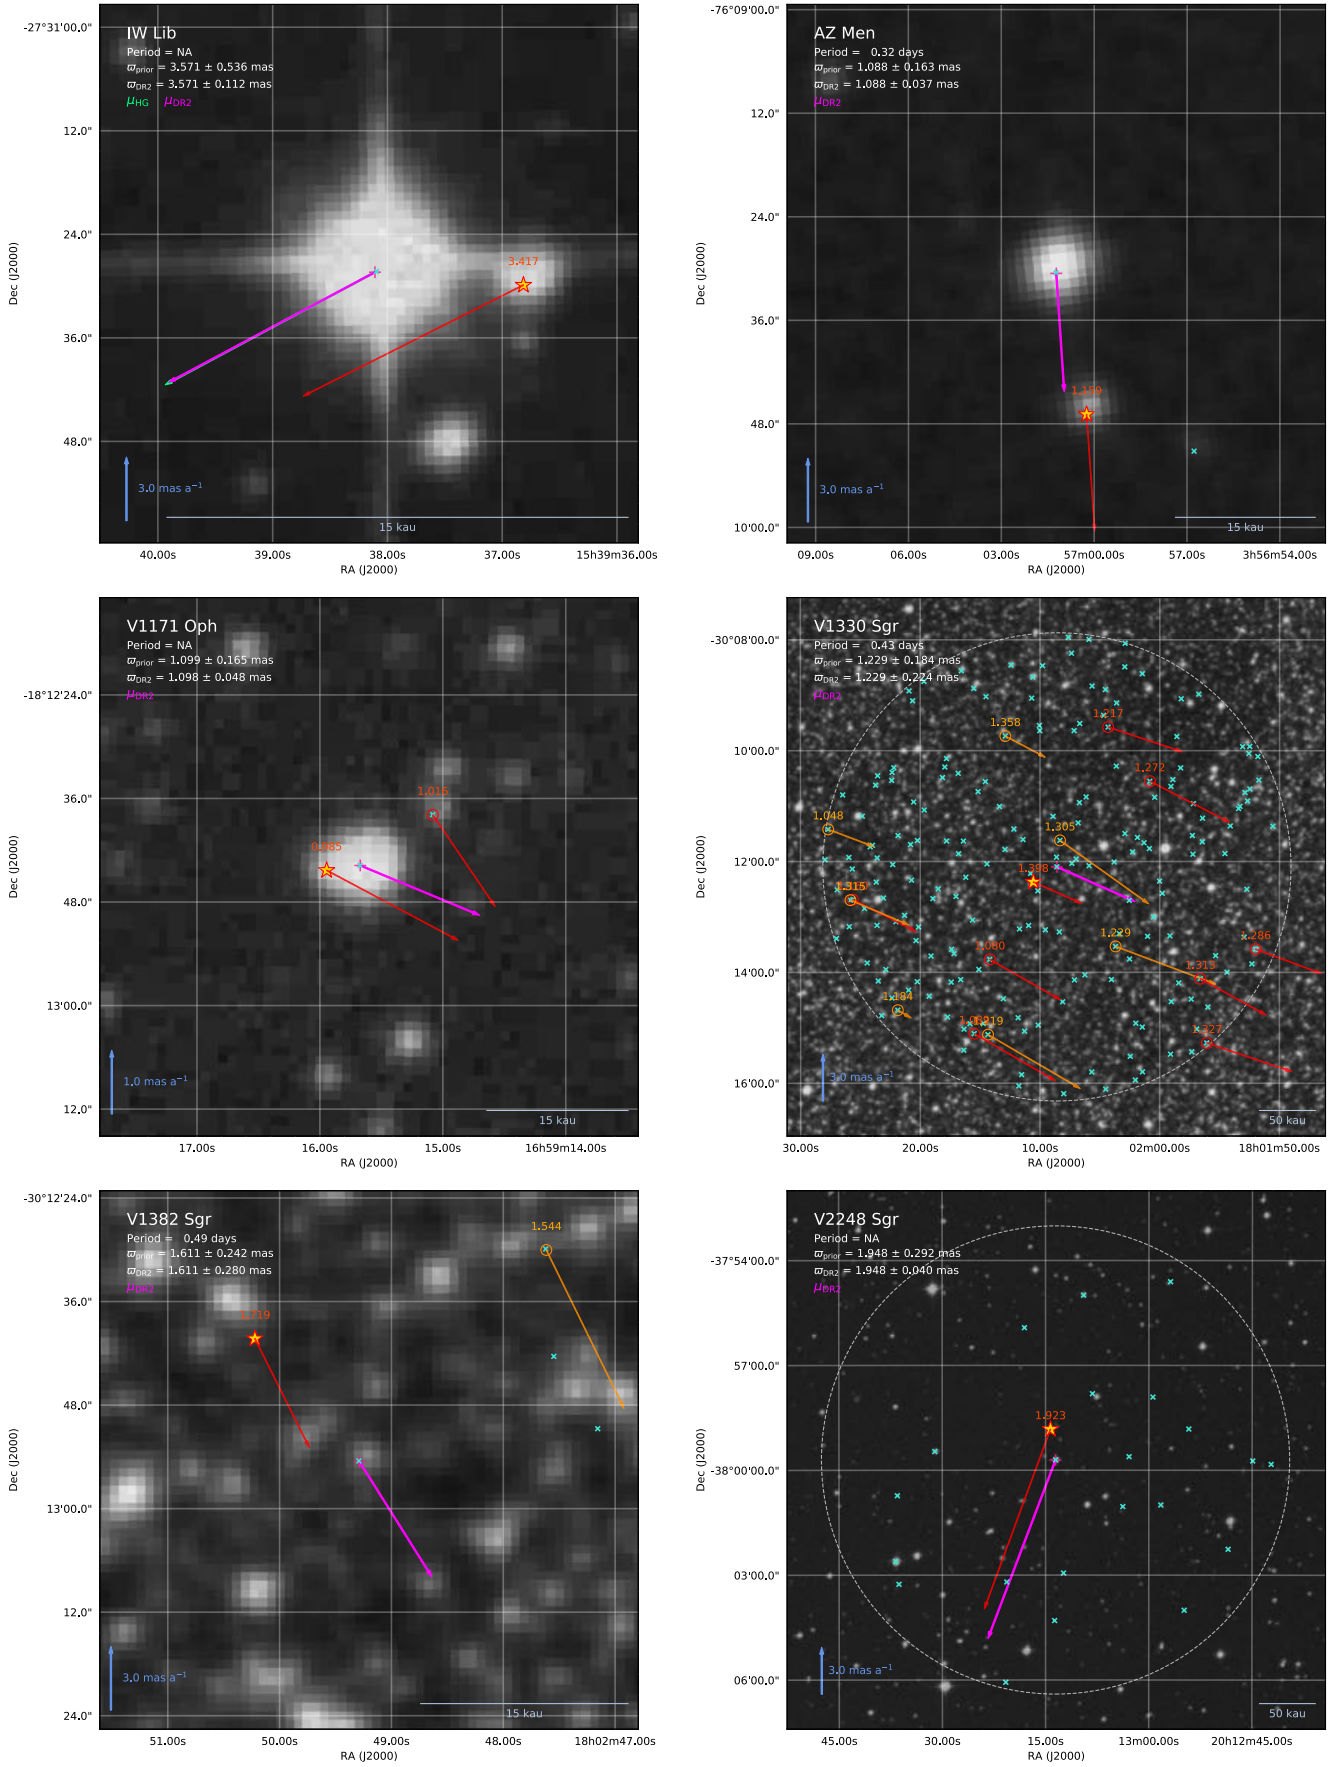 IW Lib
Period = NA
ϖprior = 3.571 ± 0.536 mas
ϖDR2 = 3.571 ± 0.112 mas
μHG μDR2
3.417
3.0 mas a⁻¹
15 kau
-27°31'00.0"
12.0"
24.0"
36.0"
48.0"
Dec (J2000)
40.00s 39.00s 38.00s 37.00s 15h39m36.00s
RA (J2000)
AZ Men
Period = 0.32 days
ϖprior = 1.088 ± 0.163 mas
ϖDR2 = 1.088 ± 0.037 mas
μDR2
1.159
3.0 mas a⁻¹
15 kau
-76°09'00.0"
12.0"
24.0"
36.0"
48.0"
10'00.0"
Dec (J2000)
09.00s 06.00s 03.00s 57m00.00s 57.00s 3h56m54.00s
RA (J2000)
V1171 Oph
Period = NA
ϖprior = 1.099 ± 0.165 mas
ϖDR2 = 1.098 ± 0.048 mas
μDR2
1.016
1.0 mas a⁻¹
15 kau
-18°12'24.0"
36.0"
48.0"
13'00.0"
12.0"
Dec (J2000)
17.00s 16.00s 15.00s 16h59m14.00s
RA (J2000)
V1330 Sgr
Period = 0.43 days
ϖprior = 1.229 ± 0.184 mas
ϖDR2 = 1.229 ± 0.224 mas
μDR2
1.358
1.217
1.272
1.048
1.305
1.398
1.315
1.229
1.286
1.080
1.313
1.184
1.327
3.0 mas a⁻¹
50 kau
-30°08'00.0"
10'00.0"
12'00.0"
14'00.0"
16'00.0"
Dec (J2000)
30.00s 20.00s 10.00s 02m00.00s 18h01m50.00s
RA (J2000)
V1382 Sgr
Period = 0.49 days
ϖprior = 1.611 ± 0.242 mas
ϖDR2 = 1.611 ± 0.280 mas
μDR2
1.544
1.719
3.0 mas a⁻¹
15 kau
-30°12'24.0"
36.0"
48.0"
13'00.0"
12.0"
24.0"
Dec (J2000)
51.00s 50.00s 49.00s 48.00s 18h02m47.00s
RA (J2000)
V2248 Sgr
Period = NA
ϖprior = 1.948 ± 0.292 mas
ϖDR2 = 1.948 ± 0.040 mas
μDR2
1.923
3.0 mas a⁻¹
50 kau
-37°54'00.0"
57'00.0"
-38°00'00.0"
03'00.0"
06'00.0"
Dec (J2000)
45.00s 30.00s 15.00s 13m00.00s 20h12m45.00s
RA (J2000)